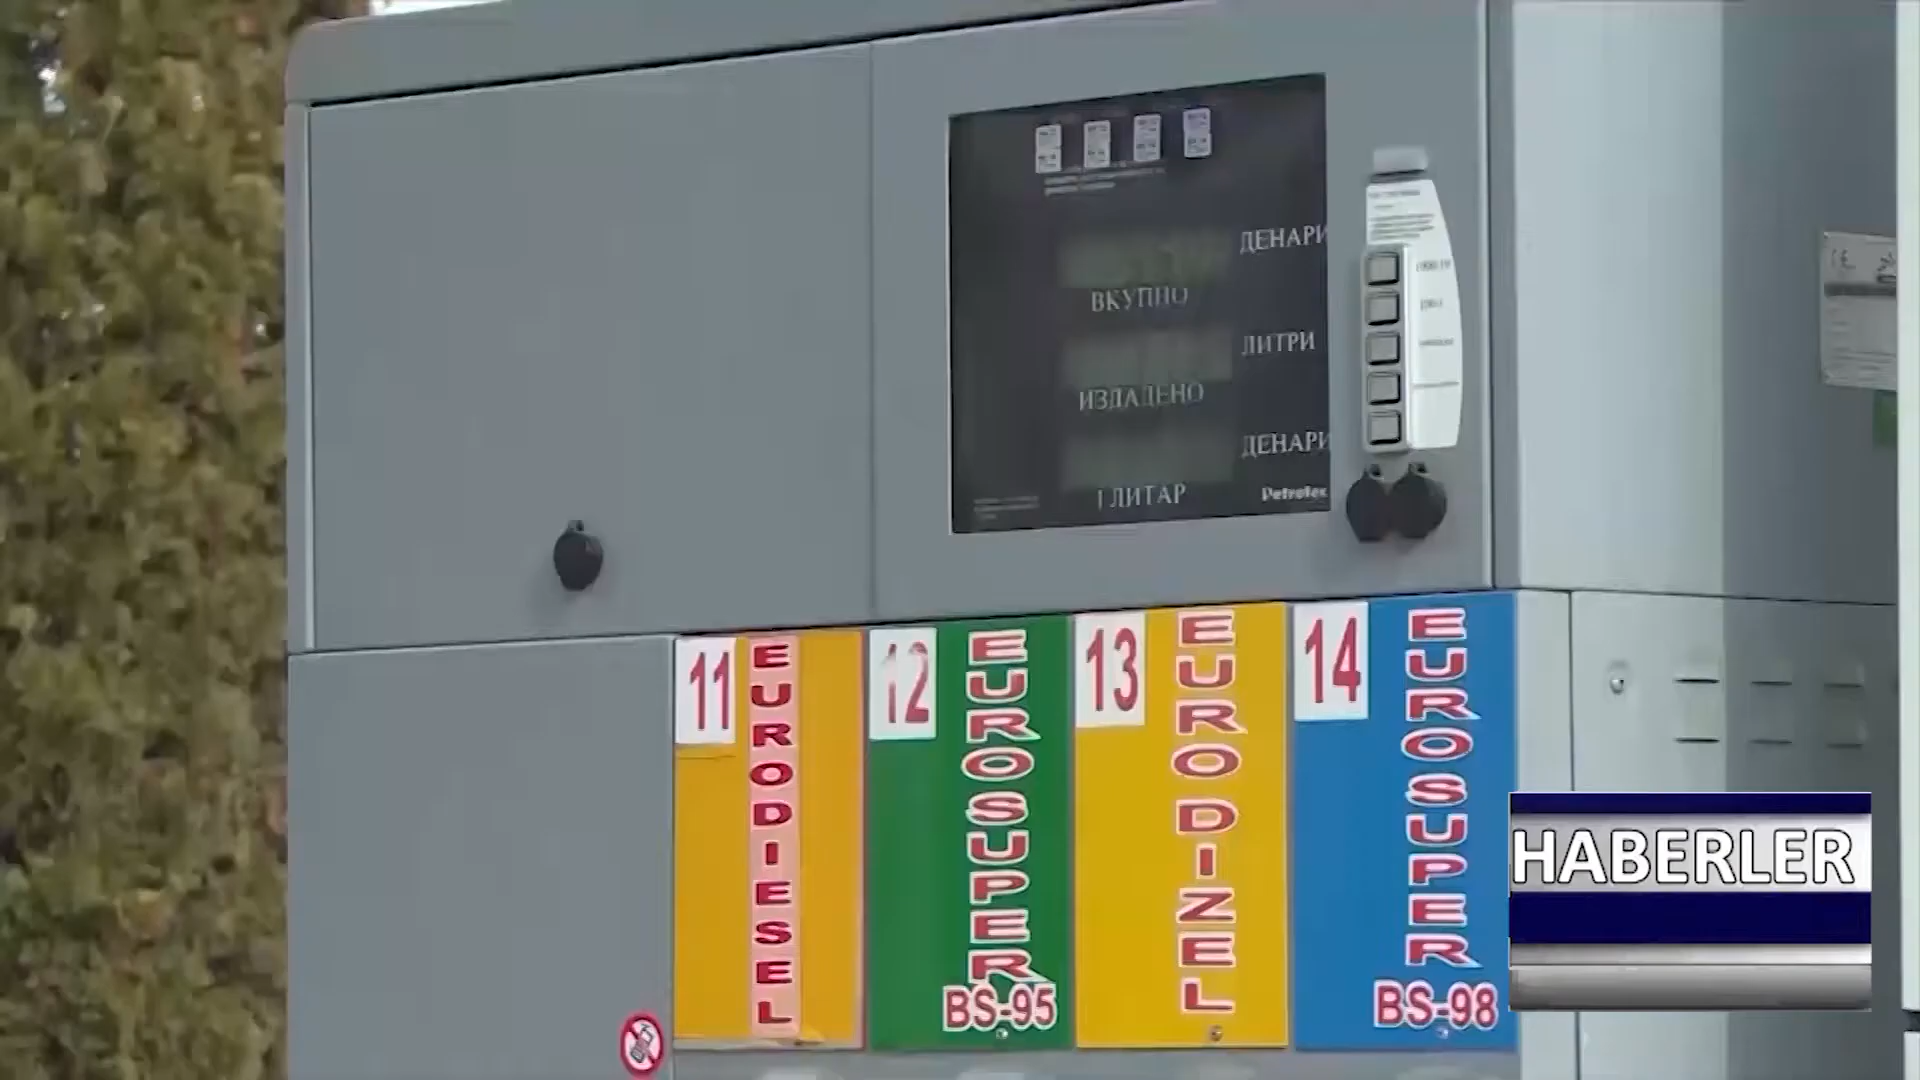 ДЕНАРИ
ВКУПНО
ЛИТРИ
ИЗДАДЕНО
ДЕНАРИ
1 ЛИТАР
Petrotec
11
EURODIESEL
12
EUROSUPER
BS-95
13
EURO DIZEL
14
EUROSUPER
BS-98
HABERLER
CE